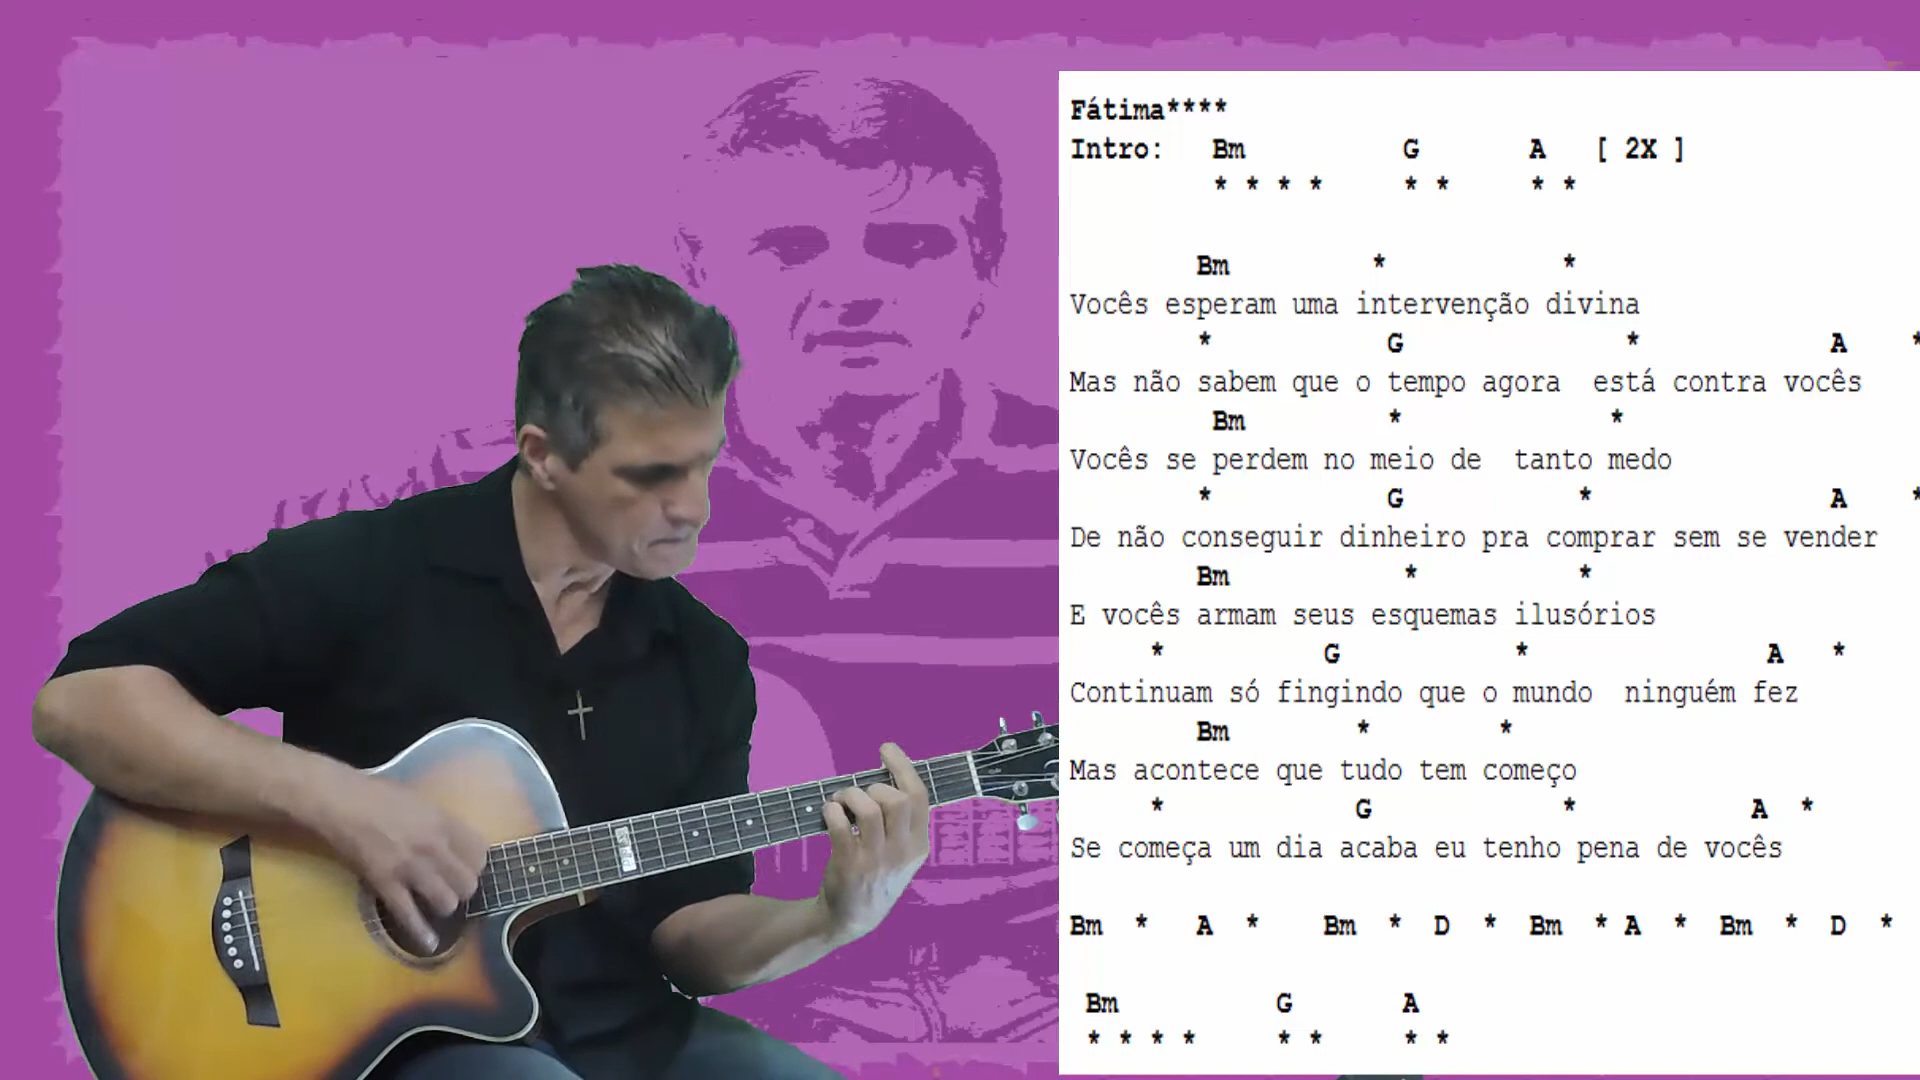 Fátima****
Intro: Bm G A [ 2X ]
* * * * * * * *
Bm * *
Vocês esperam uma intervenção divina
* G * A *
Mas não sabem que o tempo agora está contra vocês
Bm * *
Vocês se perdem no meio de tanto medo
* G * A *
De não conseguir dinheiro pra comprar sem se vender
Bm * *
E vocês armam seus esquemas ilusórios
* G * A *
Continuam só fingindo que o mundo ninguém fez
Bm * *
Mas acontece que tudo tem começo
* G * A *
Se começa um dia acaba eu tenho pena de vocês
Bm * A * Bm * D * Bm * A * Bm * D *
Bm G A
* * * * * * * *